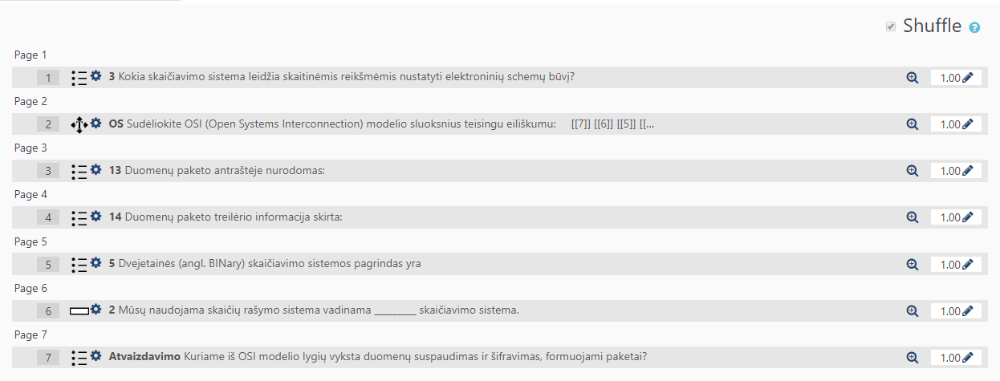 Shuffle
Page 1
1 3 Kokia skaičiavimo sistema leidžia skaitinėmis reikšmėmis nustatyti elektroninių schemų būvį? 1.00
Page 2
2 OS Sudėliokite OSI (Open Systems Interconnection) modelio sluoksnius teisingu eiliškumu: [[7]] [[6]] [[5]] [[... 1.00
Page 3
3 13 Duomenų paketo antraštėje nurodomas: 1.00
Page 4
4 14 Duomenų paketo treilėrio informacija skirta: 1.00
Page 5
5 5 Dvejetainės (angl. BINary) skaičiavimo sistemos pagrindas yra 1.00
Page 6
6 2 Mūsų naudojama skaičių rašymo sistema vadinama _________ skaičiavimo sistema. 1.00
Page 7
7 Atvaizdavimo Kuriame iš OSI modelio lygių vyksta duomenų suspaudimas ir šifravimas, formuojami paketai? 1.00